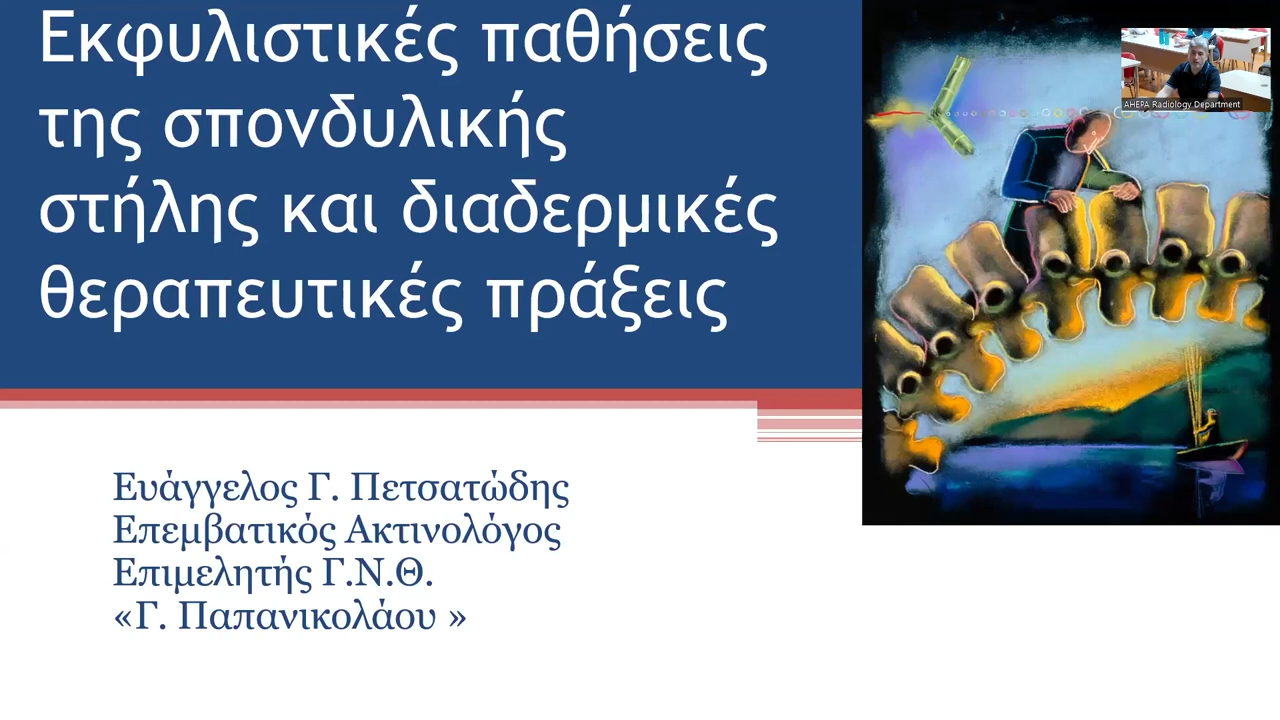 Εκφυλιστικές παθήσεις
της σπονδυλικής
στήλης και διαδερμικές
θεραπευτικές πράξεις
AHEPA Radiology Department
Ευάγγελος Γ. Πετσατώδης
Επεμβατικός Ακτινολόγος
Επιμελητής Γ.Ν.Θ.
«Γ. Παπανικολάου »